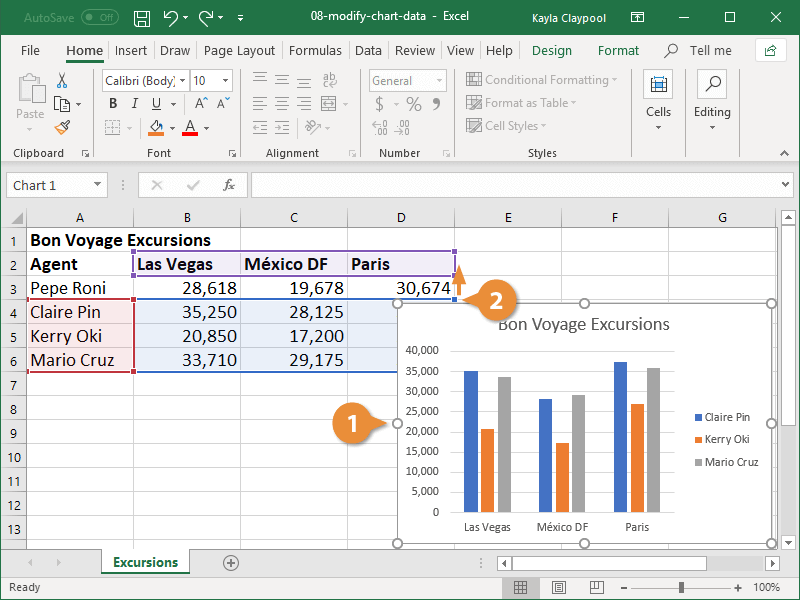 AutoSave Off 08-modify-chart-data - Excel Kayla Claypool
File Home Insert Draw Page Layout Formulas Data Review View Help Design Format Tell me
Paste
Calibri (Body) 10
B I U A A
A
ab
c
General
$ % ,
Conditional Formatting
Format as Table
Cell Styles
Cells
Editing
Clipboard Font Alignment Number Styles
Chart 1 fx
A B C D E F G
1 Bon Voyage Excursions
2 Agent Las Vegas México DF Paris
3 Pepe Roni 28,618 19,678 30,674
4 Claire Pin 35,250 28,125
5 Kerry Oki 20,850 17,200
6 Mario Cruz 33,710 29,175
7
8
9
10
11
12
13
2
1
Bon Voyage Excursions
40,000
35,000
30,000
25,000
20,000
15,000
10,000
5,000
0
Las Vegas México DF Paris
Claire Pin
Kerry Oki
Mario Cruz
Excursions
Ready 100%